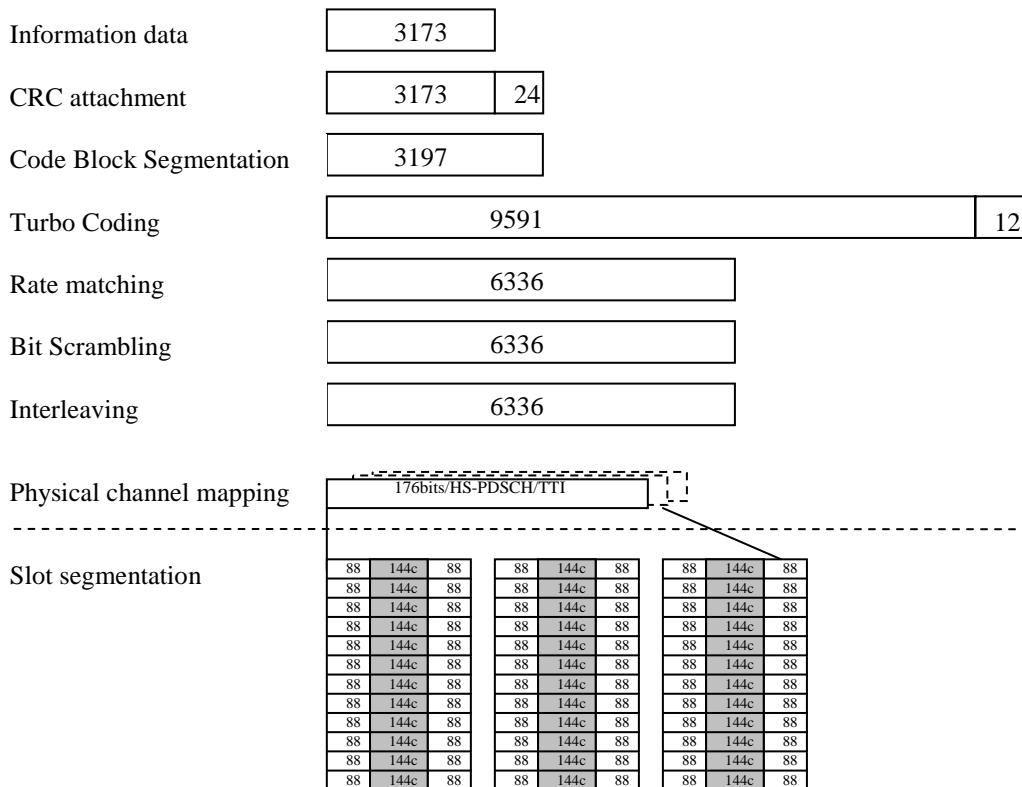 Information data 3173
CRC attachment 3173 24
Code Block Segmentation 3197
Turbo Coding 9591 12
Rate matching 6336
Bit Scrambling 6336
Interleaving 6336
Physical channel mapping 176bits/HS-PDSCH/TTI
Slot segmentation 88 144c 88 88 144c 88 88 144c 88
88 144c 88 88 144c 88 88 144c 88
88 144c 88 88 144c 88 88 144c 88
88 144c 88 88 144c 88 88 144c 88
88 144c 88 88 144c 88 88 144c 88
88 144c 88 88 144c 88 88 144c 88
88 144c 88 88 144c 88 88 144c 88
88 144c 88 88 144c 88 88 144c 88
88 144c 88 88 144c 88 88 144c 88
88 144c 88 88 144c 88 88 144c 88
88 144c 88 88 144c 88 88 144c 88
88 144c 88 88 144c 88 88 144c 88